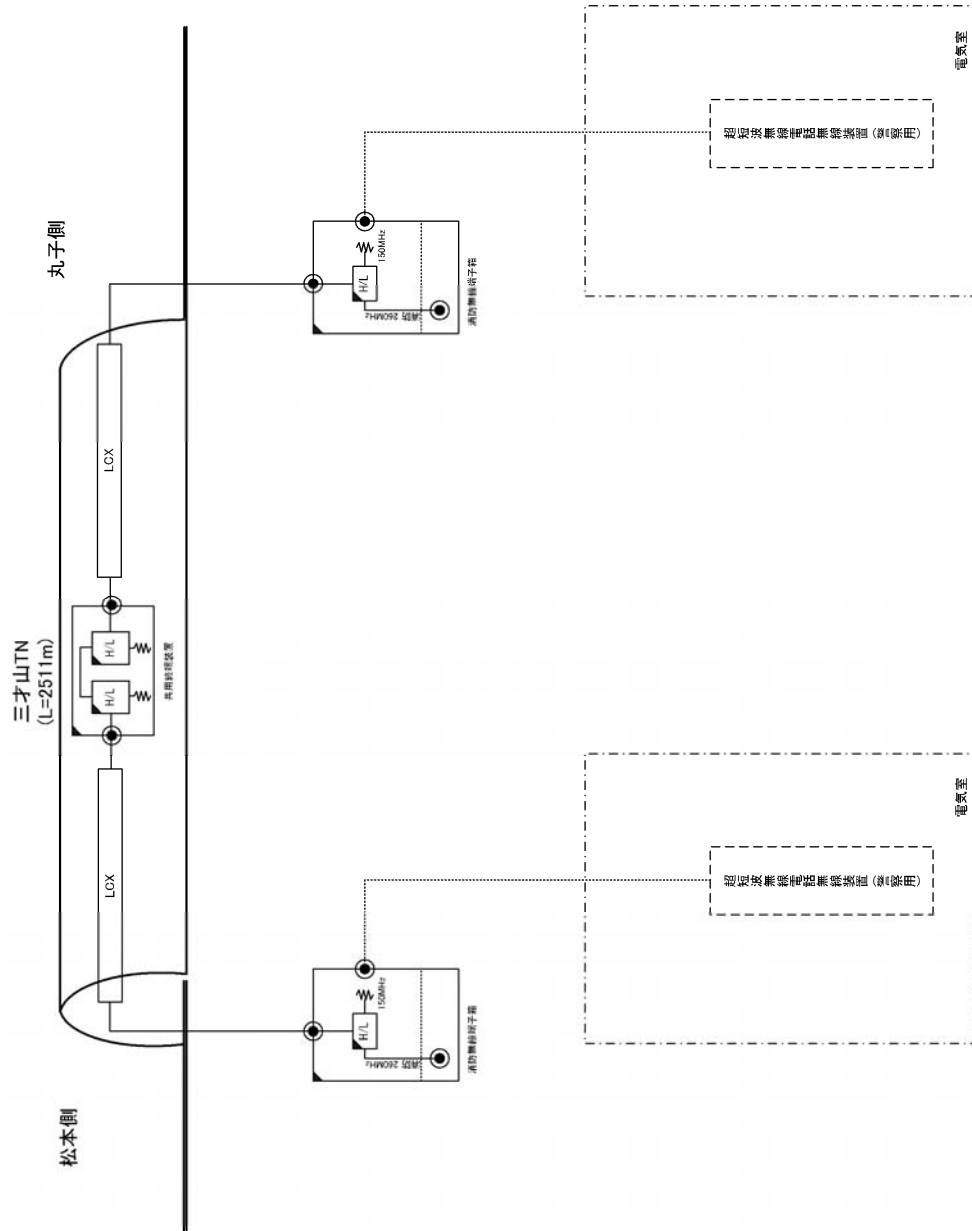 三才山TN
(L=2511m)
松本側
丸子側
LCX
H/L
H/L
共用終端装置
LCX
H/L
150MHz
消防 260MHz
消防無線端子箱
H/L
150MHz
消防 260MHz
消防無線端子箱
超短波無線電話無線装置(警察用)
電気室
超短波無線電話無線装置(警察用)
電気室